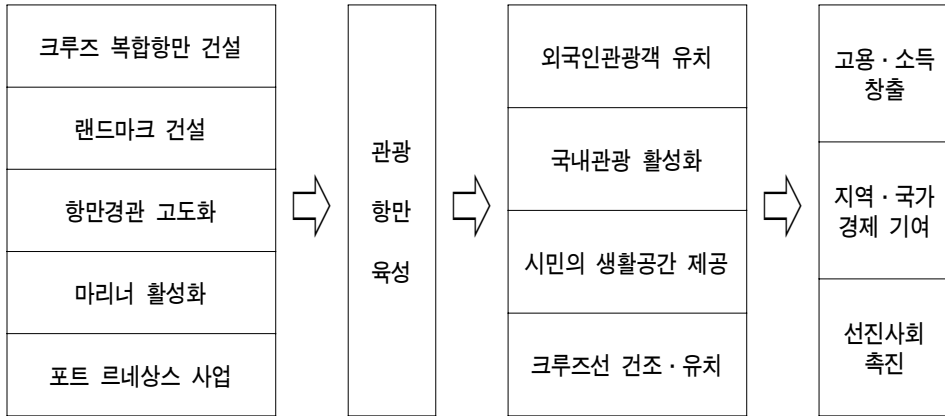 크루즈 복합항만 건설
랜드마크 건설
항만경관 고도화
마리너 활성화
포트 르네상스 사업
관광
항만
육성
외국인관광객 유치
국내관광 활성화
시민의 생활공간 제공
크루즈선 건조·유치
고용·소득
창출
지역·국가
경제 기여
선진사회
촉진